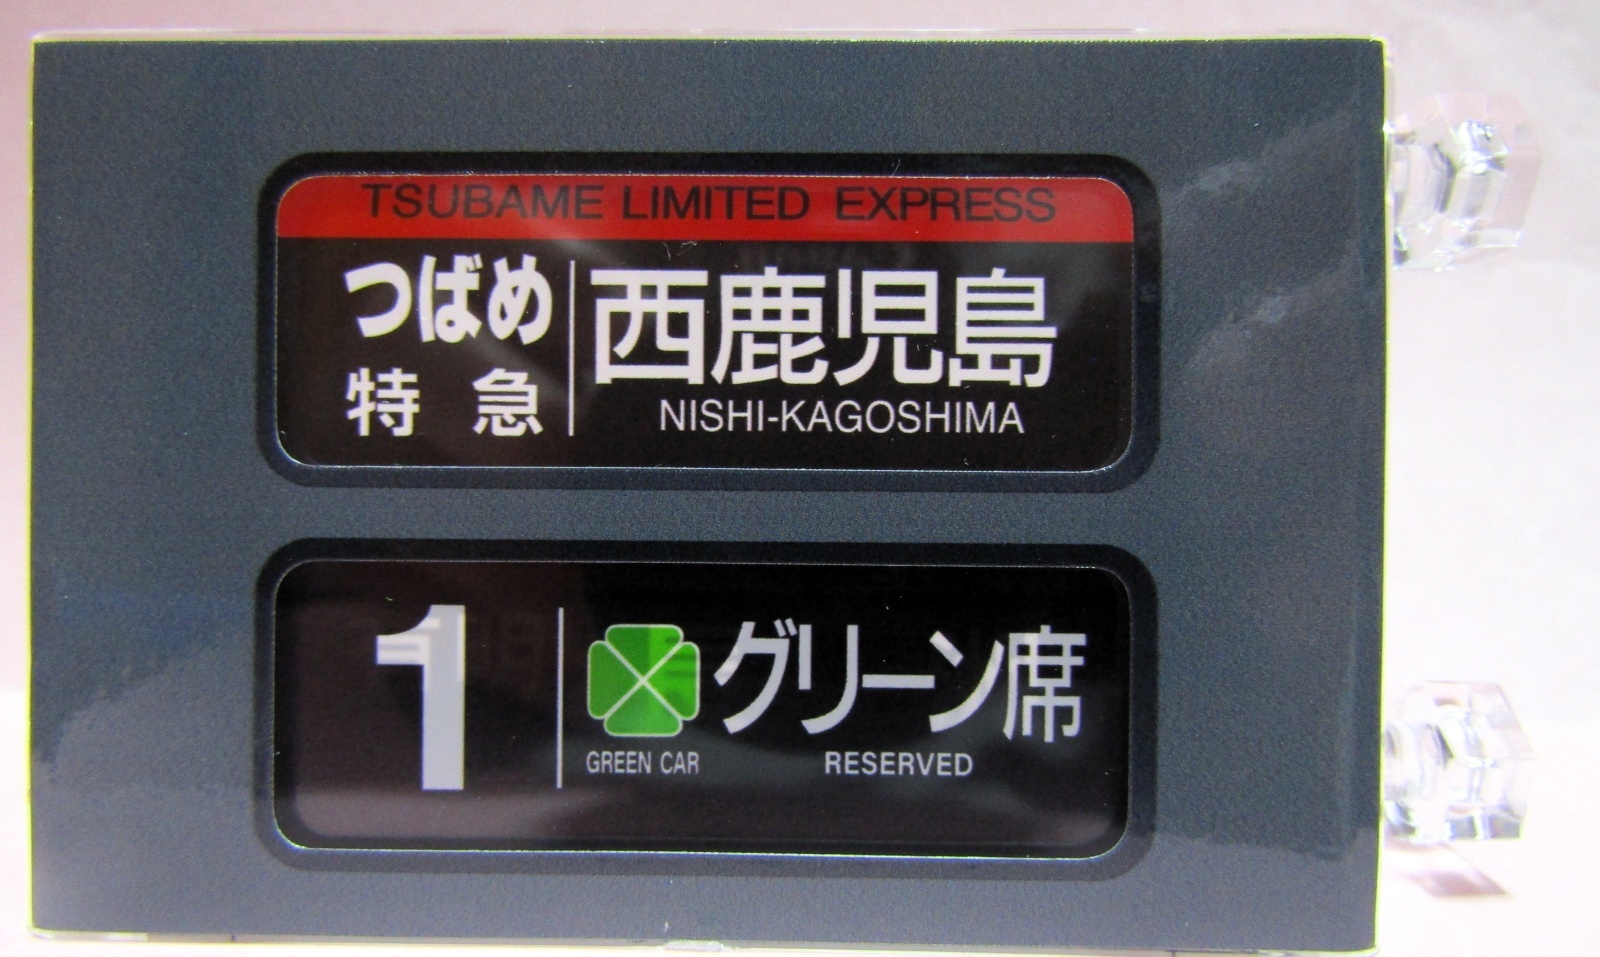 TSUBAME LIMITED EXPRESS
つばめ 西鹿児島
特急 NISHI-KAGOSHIMA
1 グリーン席
GREEN CAR RESERVED